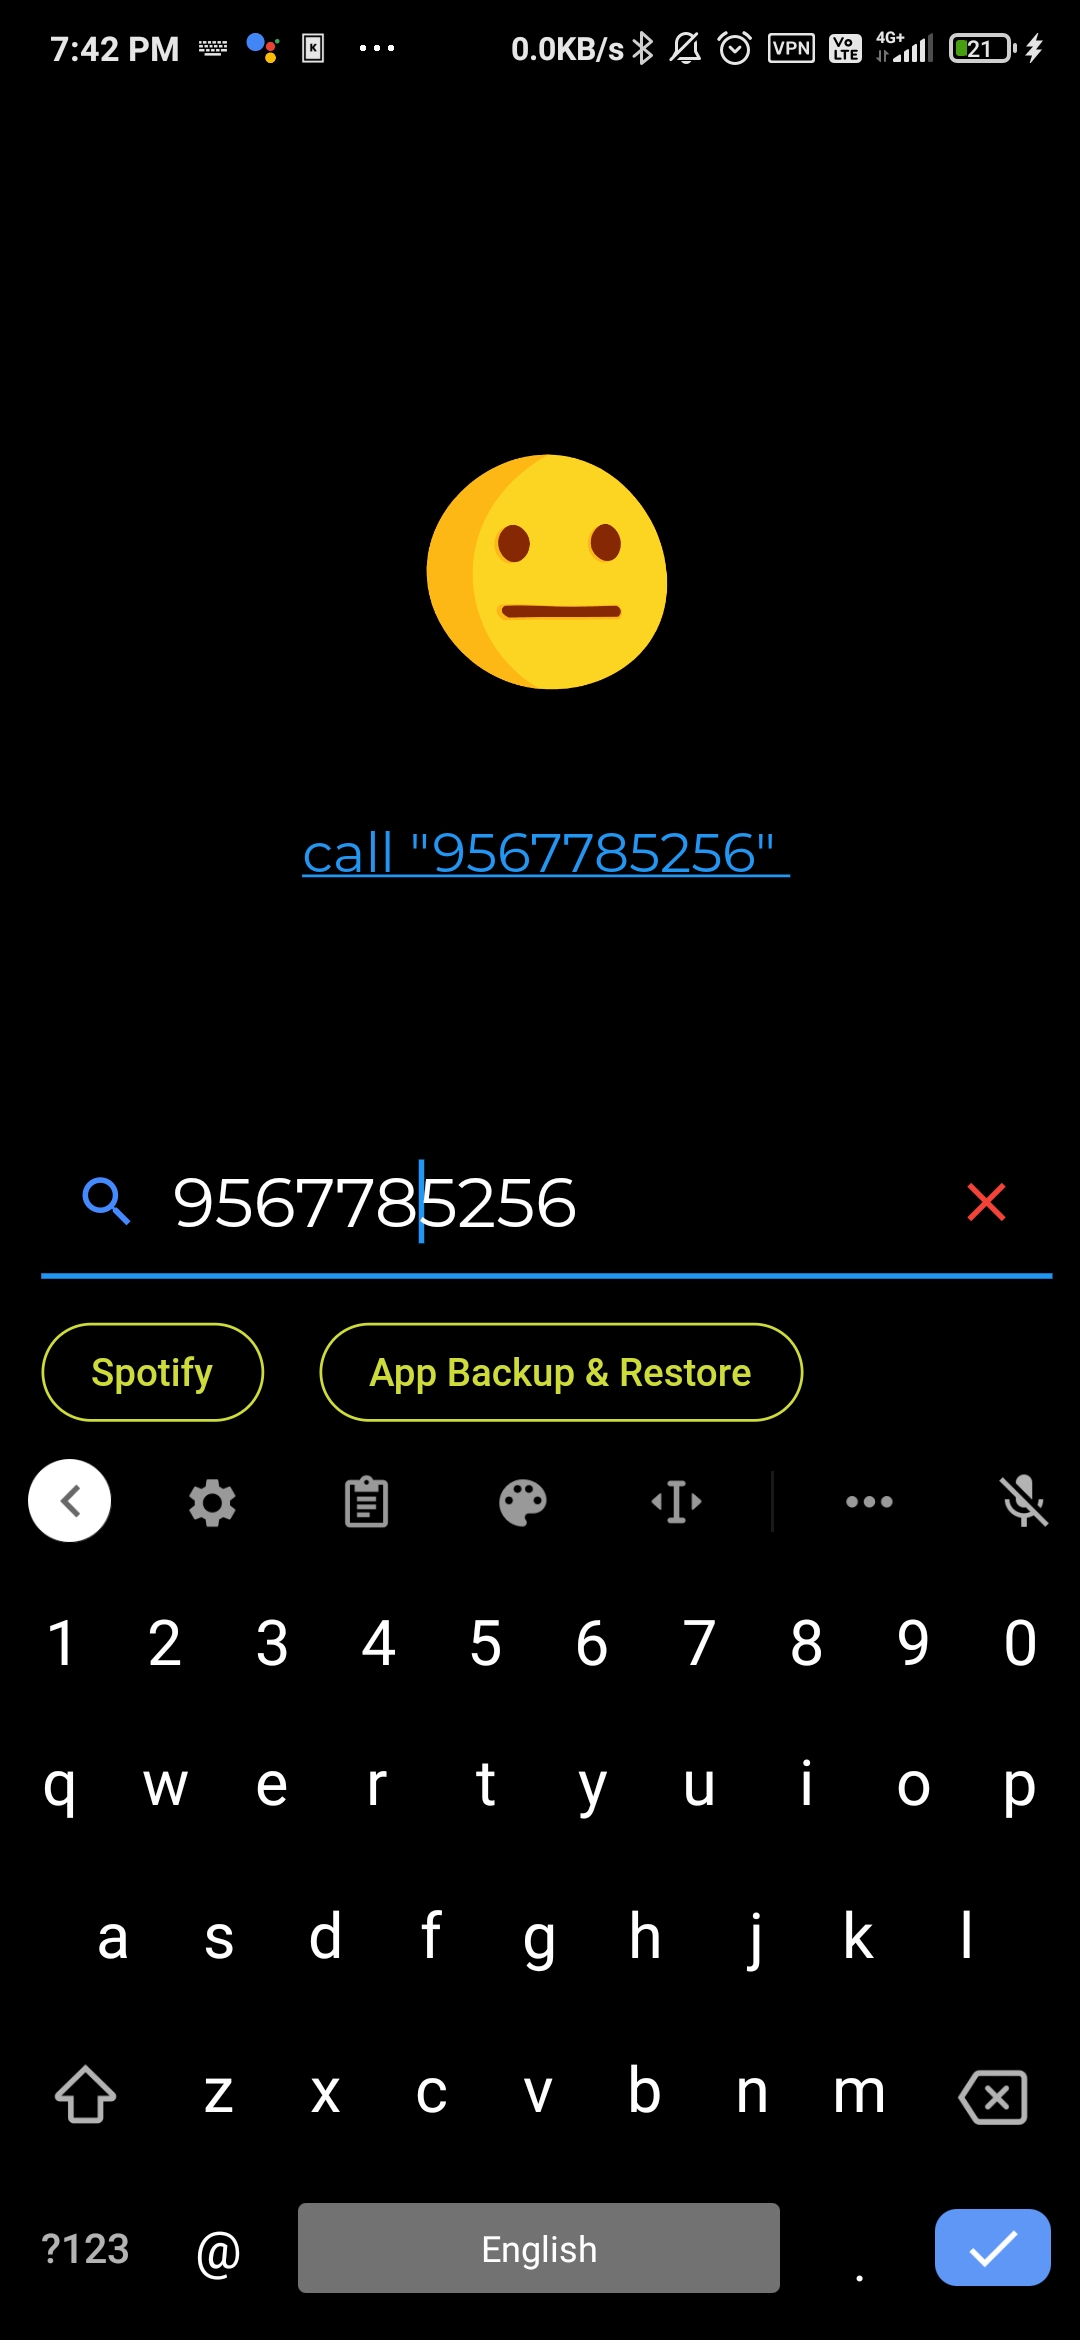 7:42 PM K ... 0.0KB/s VPN Vo LTE 4G+ 21
call "9567785256"
9567785256
Spotify App Backup & Restore
1 2 3 4 5 6 7 8 9 0
q w e r t y u i o p
a s d f g h j k l
z x c v b n m
?123 @ English .